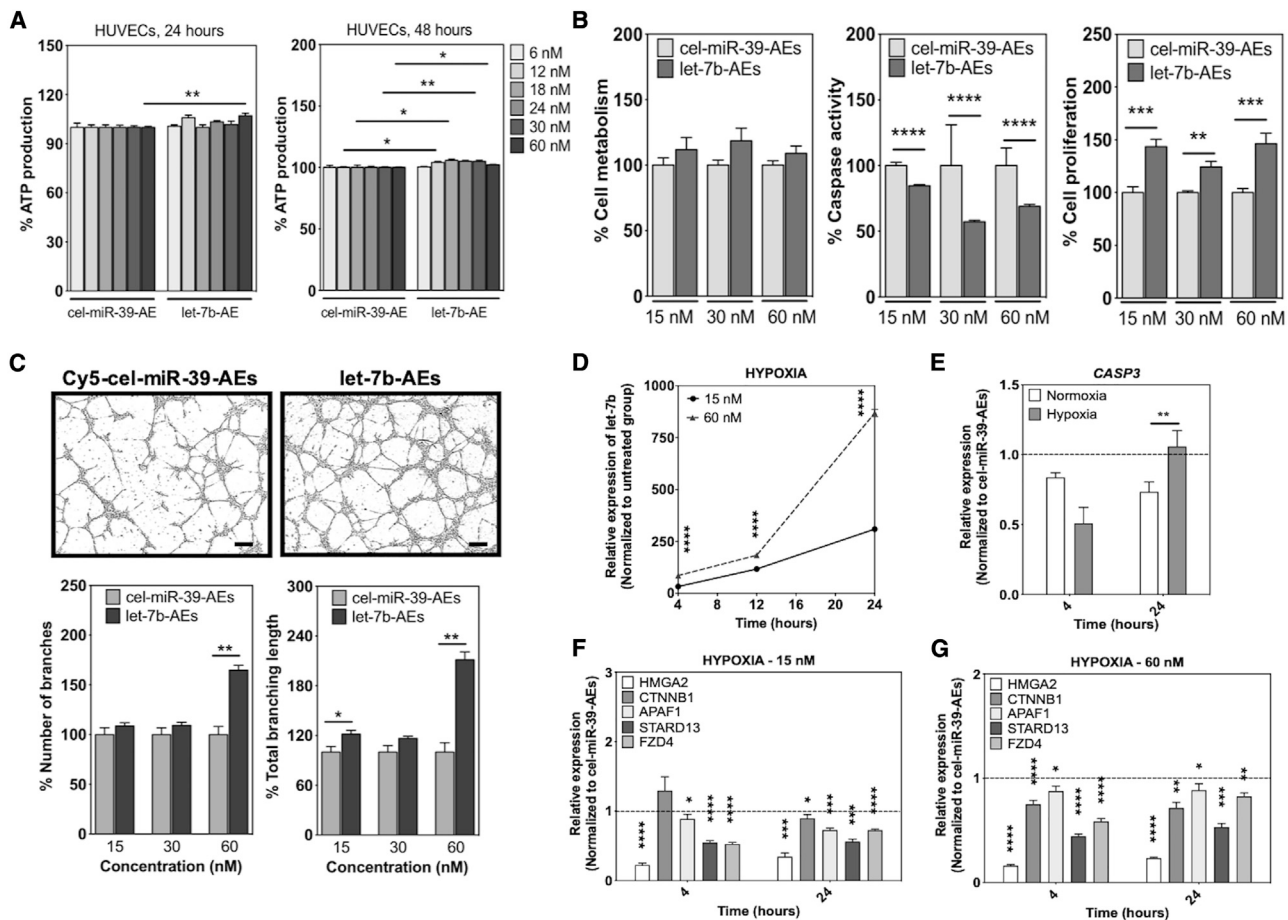 A
HUVECs, 24 hours
% ATP production
150
100
50
0
**
cel-miR-39-AE
let-7b-AE
HUVECs, 48 hours
% ATP production
200
150
100
50
0
*
**
*
*
*
cel-miR-39-AE
let-7b-AE
6 nM
12 nM
18 nM
24 nM
30 nM
60 nM
B
% Cell metabolism
200
150
100
50
0
cel-miR-39-AEs
let-7b-AEs
15 nM
30 nM
60 nM
% Caspase activity
200
150
100
50
0
cel-miR-39-AEs
let-7b-AEs
****
****
****
15 nM
30 nM
60 nM
% Cell proliferation
250
200
150
100
50
0
cel-miR-39-AEs
let-7b-AEs
***
**
***
15 nM
30 nM
60 nM
C
Cy5-cel-miR-39-AEs
let-7b-AEs
% Number of branches
250
200
150
100
50
0
cel-miR-39-AEs
let-7b-AEs
**
15
30
60
Concentration (nM)
% Total branching length
300
240
180
120
60
0
cel-miR-39-AEs
let-7b-AEs
*
**
15
30
60
Concentration (nM)
D
HYPOXIA
Relative expression of let-7b
(Normalized to untreated group)
1000
750
500
250
0
15 nM
60 nM
****
****
****
4
8
12
16
20
24
Time (hours)
E
CASP3
Relative expression
(Normalized to cel-miR-39-AEs)
1.5
1.0
0.5
0.0
Normoxia
Hypoxia
**
4
24
Time (hours)
F
HYPOXIA - 15 nM
Relative expression
(Normalized to cel-miR-39-AEs)
3
2
1
0
HMGA2
CTNNB1
APAF1
STARD13
FZD4
****
*
****
****
***
*
***
***
****
4
24
Time (hours)
G
HYPOXIA - 60 nM
Relative expression
(Normalized to cel-miR-39-AEs)
2
1
0
HMGA2
CTNNB1
APAF1
STARD13
FZD4
****
****
*
****
****
****
**
*
***
**
4
24
Time (hours)